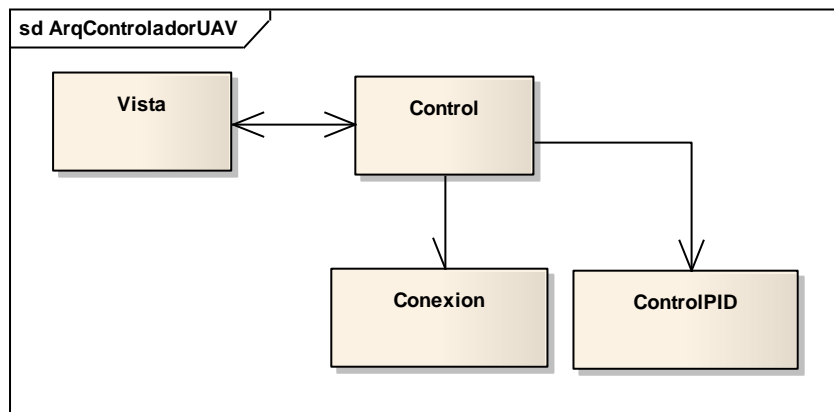 sd ArqControladorUAV
Vista
Control
Conexion
ControlPID